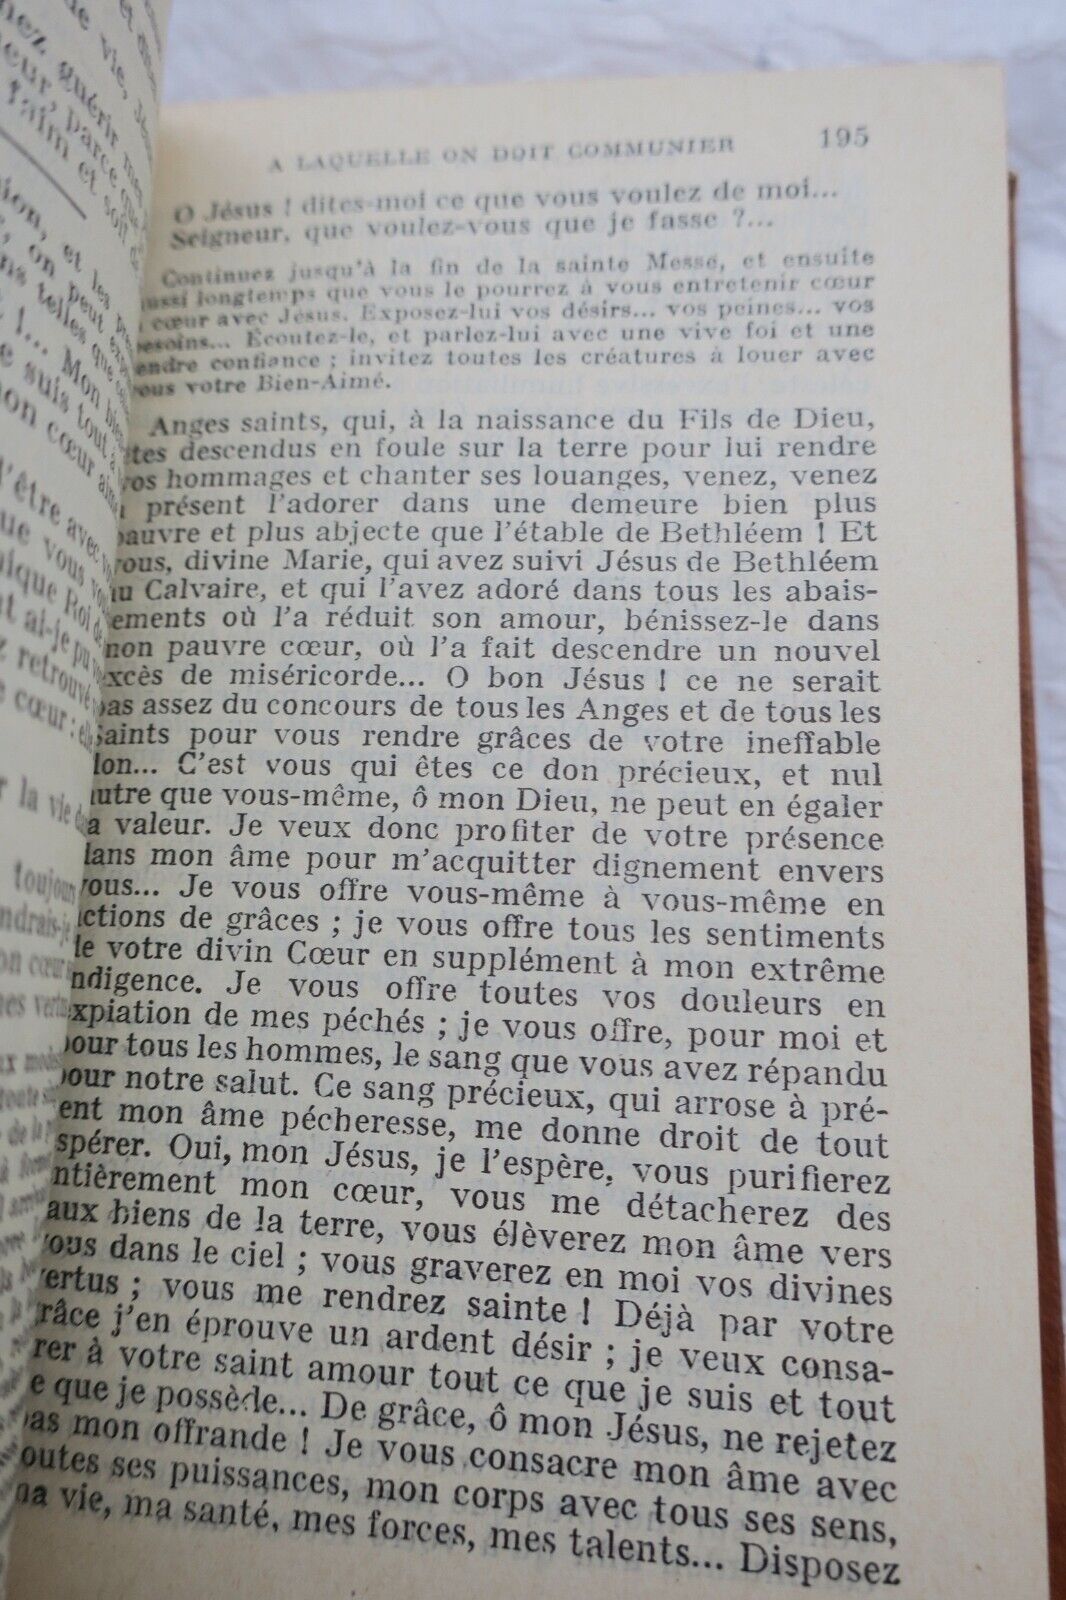 A LAQUELLE ON DOIT COMMUNIER 195
O Jésus ! dites-moi ce que vous voulez de moi...
Seigneur, que voulez-vous que je fasse ?...
Continuez jusqu'à la fin de la sainte Messe, et ensuite
ussi longtemps que vous le pourrez à vous entretenir cœur
cœur avec Jésus. Exposez-lui vos désirs... vos peines... vos
esoins... Écoutez-le, et parlez-lui avec une vive foi et une
endre confiance ; invitez toutes les créatures à louer avec
ous votre Bien-Aimé.
Anges saints, qui, à la naissance du Fils de Dieu,
tes descendus en foule sur la terre pour lui rendre
vos hommages et chanter ses louanges, venez, venez
à présent l'adorer dans une demeure bien plus
pauvre et plus abjecte que l'étable de Bethléem ! Et
vous, divine Marie, qui avez suivi Jésus de Bethléem
au Calvaire, et qui l'avez adoré dans tous les abais-
ements où l'a réduit son amour, bénissez-le dans
mon pauvre cœur, où l'a fait descendre un nouvel
xcès de miséricorde... O bon Jésus ! ce ne serait
pas assez du concours de tous les Anges et de tous les
Saints pour vous rendre grâces de votre ineffable
don... C'est vous qui êtes ce don précieux, et nul
utre que vous-même, ô mon Dieu, ne peut en égaler
a valeur. Je veux donc profiter de votre présence
dans mon âme pour m'acquitter dignement envers
vous... Je vous offre vous-même à vous-même en
ctions de grâces ; je vous offre tous les sentiments
de votre divin Cœur en supplément à mon extrême
ndigence. Je vous offre toutes vos douleurs en
xpiation de mes péchés ; je vous offre, pour moi et
pour tous les hommes, le sang que vous avez répandu
pour notre salut. Ce sang précieux, qui arrose à pré-
ent mon âme pécheresse, me donne droit de tout
spérer. Oui, mon Jésus, je l'espère, vous purifierez
ntièrement mon cœur, vous me détacherez des
aux biens de la terre, vous élèverez mon âme vers
vous dans le ciel ; vous graverez en moi vos divines
vertus ; vous me rendrez sainte ! Déjà par votre
râce j'en éprouve un ardent désir ; je veux consa-
rer à votre saint amour tout ce que je suis et tout
e que je possède... De grâce, ô mon Jésus, ne rejetez
pas mon offrande ! Je vous consacre mon âme avec
outes ses puissances, mon corps avec tous ses sens,
ma vie, ma santé, mes forces, mes talents... Disposez